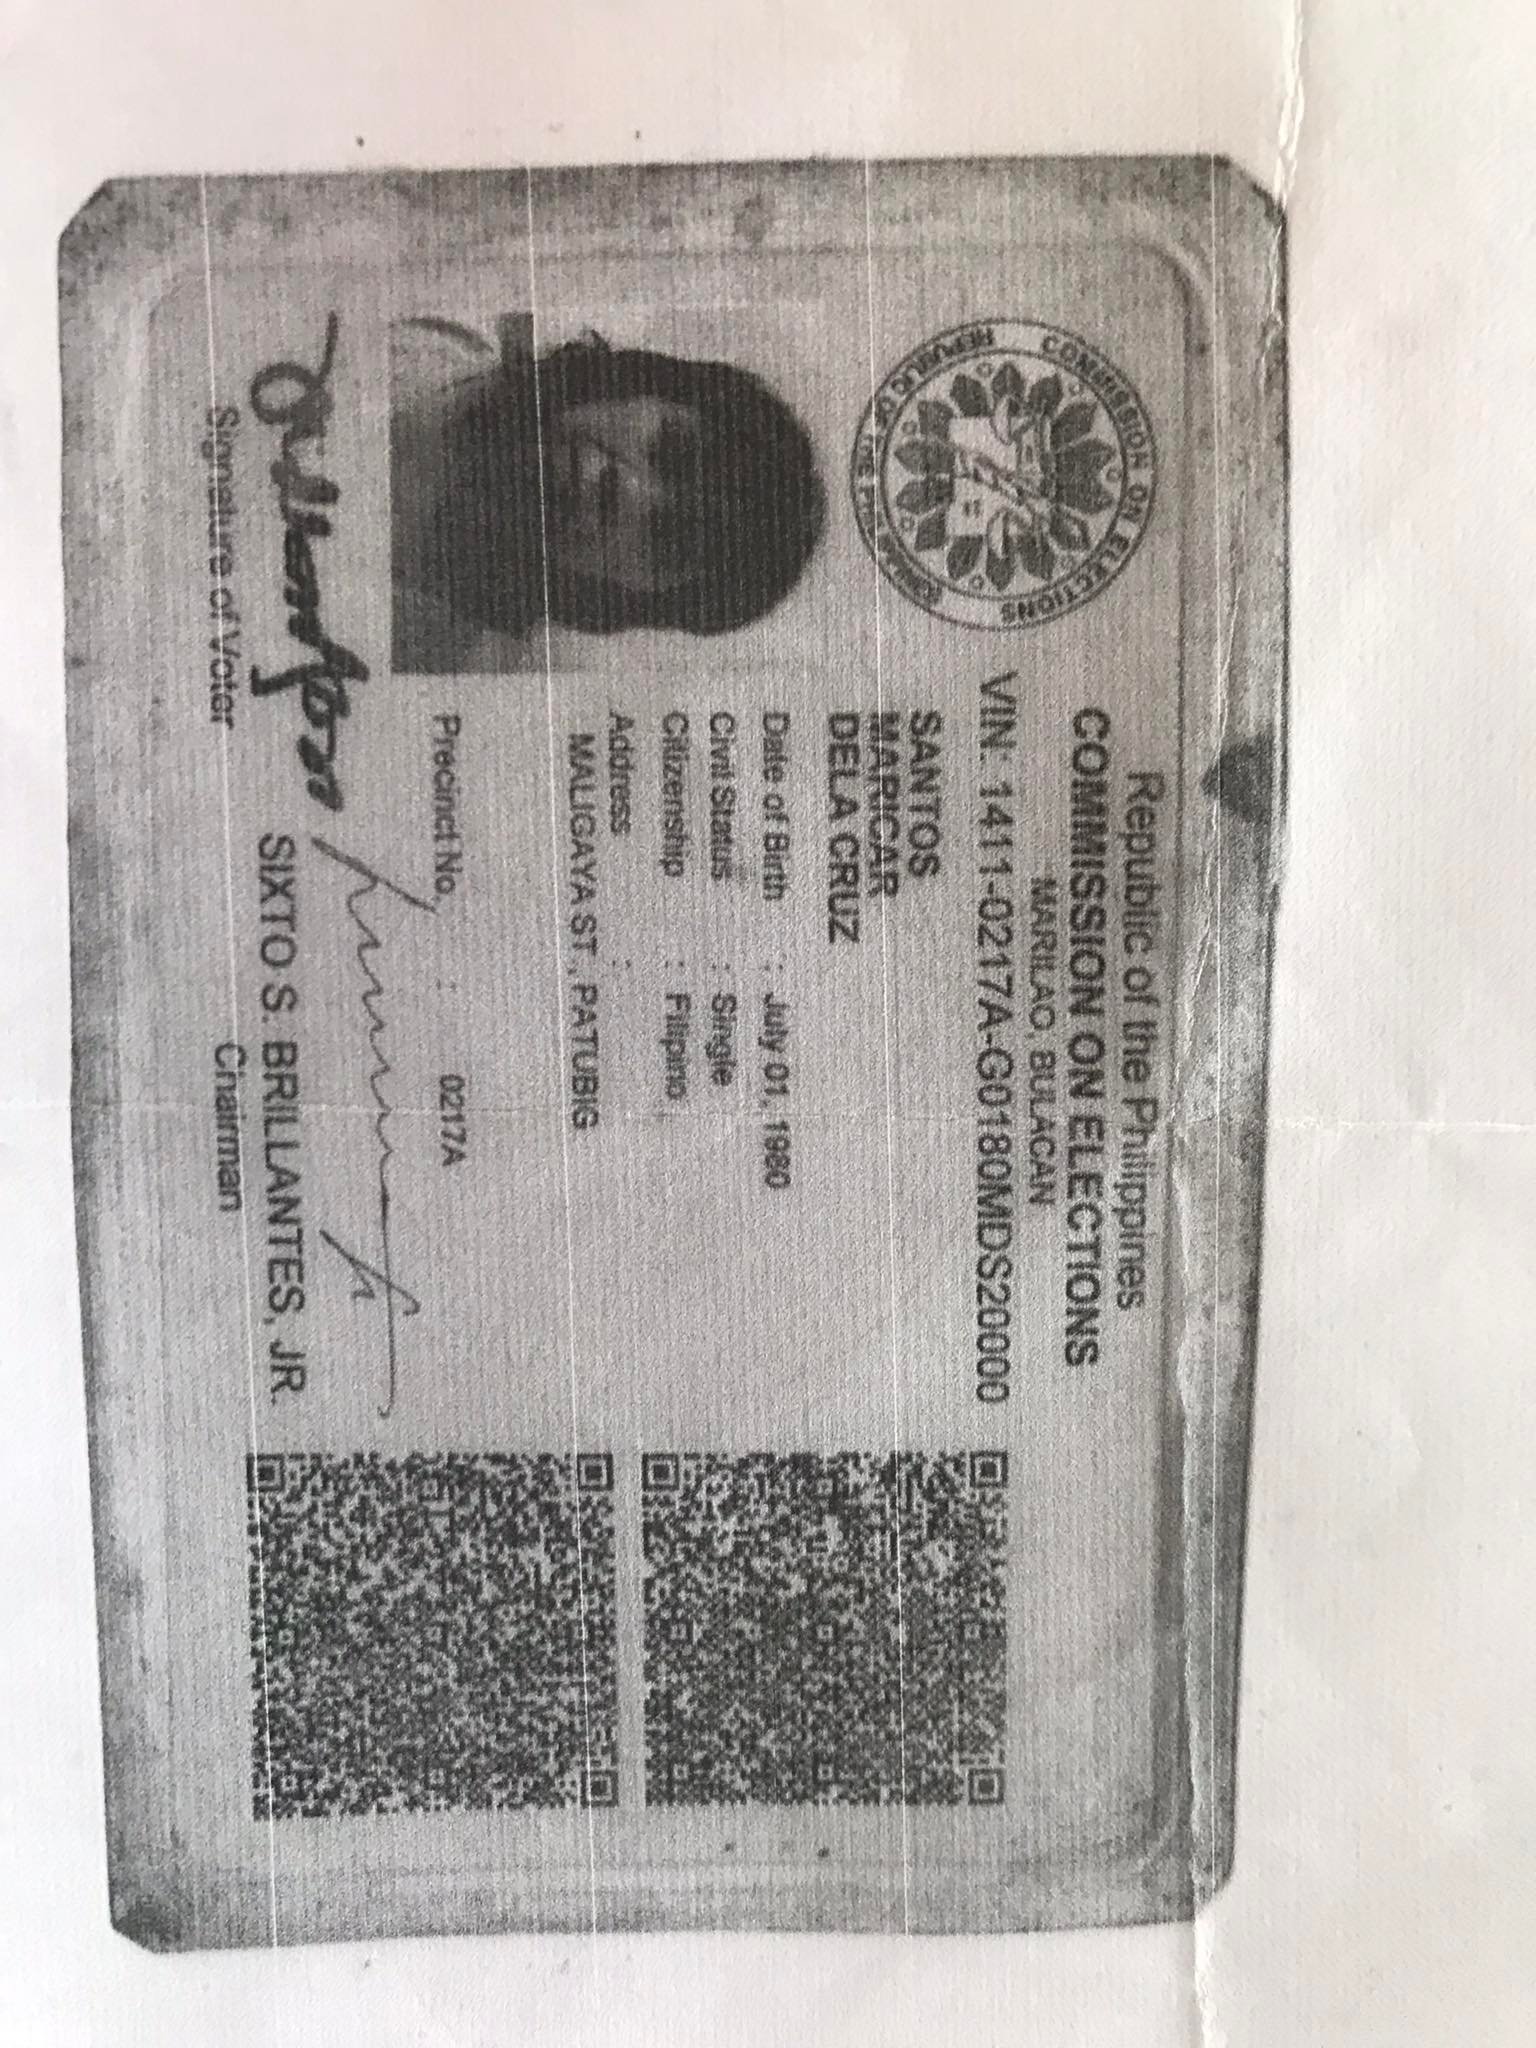 Republic of the Philippines
COMMISSION ON ELECTIONS
MARILAO, BULACAN
VIN: 1411-0217A-G0180MDS20000
SANTOS
MARICAR
DELA CRUZ
Date of Birth : July 01, 1980
Civil Status : Single
Citizenship : Filipino
Address :
MALIGAYA ST., PATUBIG
Precinct No. : 0217A
SIXTO S. BRILLANTES, JR.
Chairman
Signature of Voter
COMMISSION ON ELECTIONS
REPUBLIC OF THE